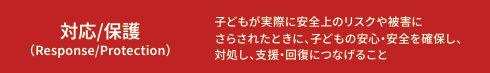 対応/保護
（Response/Protection）
子どもが実際に安全上のリスクや被害に
さらされたときに、子どもの安心・安全を確保し、
対処し、支援・回復につなげること